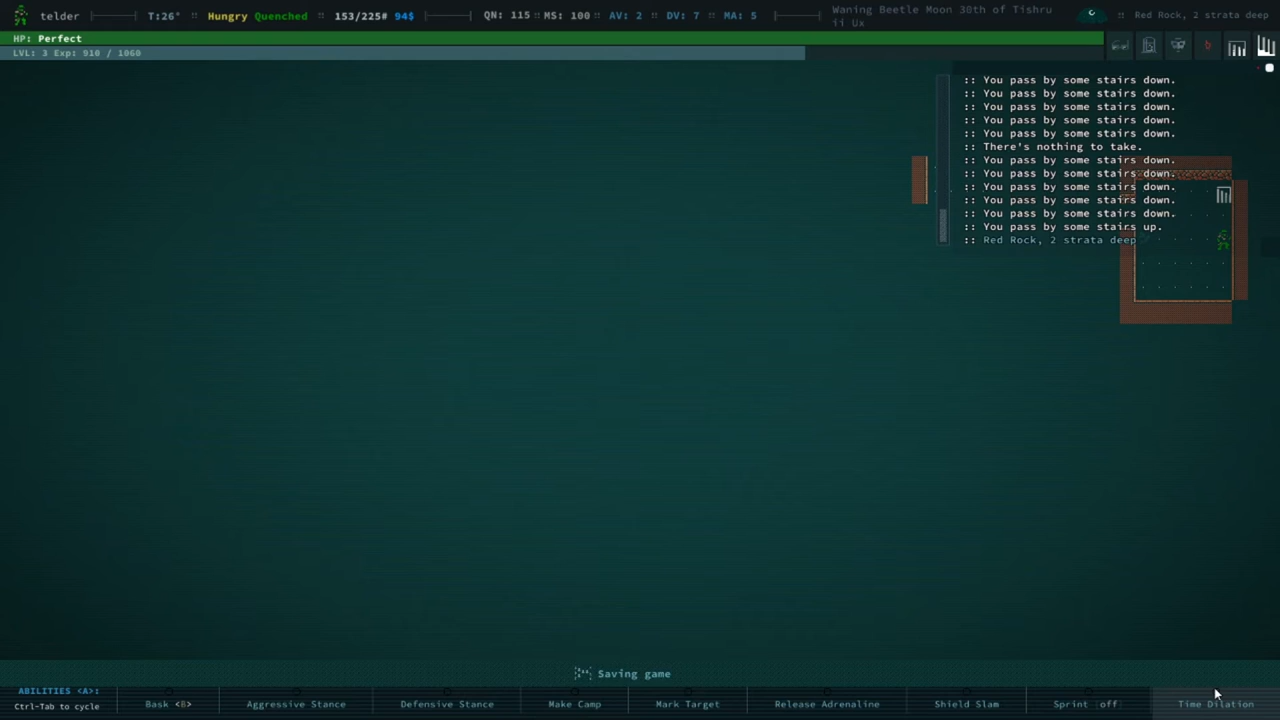 telder T:26° :: Hungry Quenched :: 153/225# 94$ QN: 115 :: MS: 100 :: AV: 2 :: DV: 7 :: MA: 5 Waning Beetle Moon 30th of Tishru
ii Ux
:: Red Rock, 2 strata deep
HP: Perfect
LVL: 3 Exp: 910 / 1060
:: You pass by some stairs down.
:: You pass by some stairs down.
:: You pass by some stairs down.
:: You pass by some stairs down.
:: You pass by some stairs down.
:: There's nothing to take.
:: You pass by some stairs down.
:: You pass by some stairs down.
:: You pass by some stairs down.
:: You pass by some stairs down.
:: You pass by some stairs down.
:: You pass by some stairs up.
:: Red Rock, 2 strata deep
Saving game
ABILITIES <A>:
Ctrl-Tab to cycle
Bask <8> Aggressive Stance Defensive Stance Make Camp Mark Target Release Adrenaline Shield Slam Sprint [off] Time Dilation